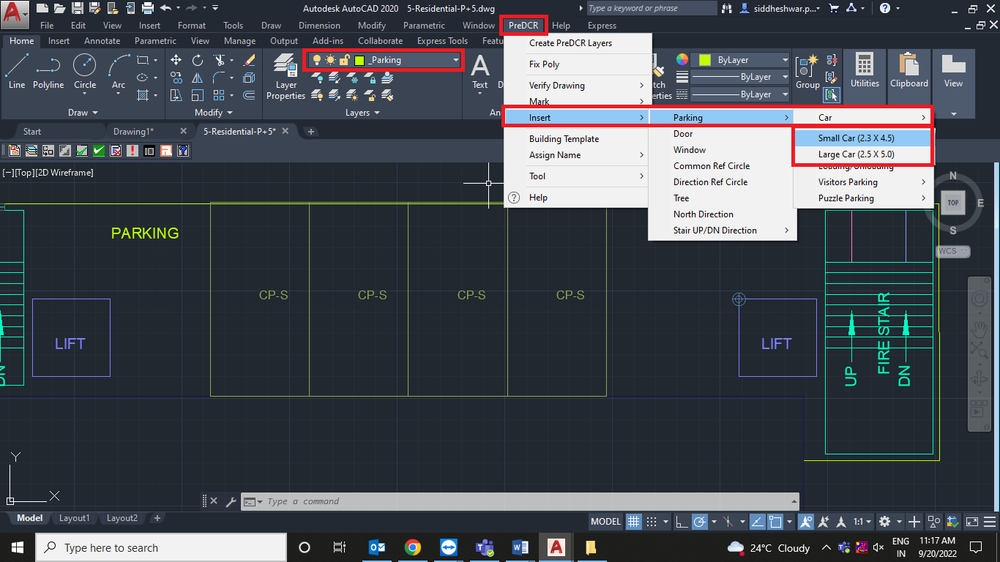 Autodesk AutoCAD 2020 5-Residential-P+5.dwg
Type a keyword or phrase
siddheshwar.p...
File Edit View Insert Format Tools Draw Dimension Modify Parametric Window PreDCR Help Express
Home Insert Annotate Parametric View Manage Output Add-ins Collaborate Express Tools
Line Polyline Circle Arc
Draw
Modify
Layer
Properties
_Parking
Layers
Text
ByLayer
ByLayer
ByLayer
Group
Utilities
Clipboard
View
Create PreDCR Layers
Fix Poly
Verify Drawing
Mark
Insert
Building Template
Assign Name
Tool
Help
Parking
Door
Window
Common Ref Circle
Direction Ref Circle
Tree
North Direction
Stair UP/DN Direction
Car
Small Car (2.3 X 4.5)
Large Car (2.5 X 5.0)
Loading/Unloading
Visitors Parking
Puzzle Parking
Start Drawing1* 5-Residential-P+5*
[−][Top][2D Wireframe]
N
TOP
E
S
WCS
PARKING
CP-S CP-S CP-S CP-S
LIFT
LIFT
DN
UP
FIRE STAIR
DN
Y
X
Type a command
Model Layout1 Layout2
MODEL
1:1
Type here to search
24°C Cloudy
ENG
IN
11:17 AM
9/20/2022